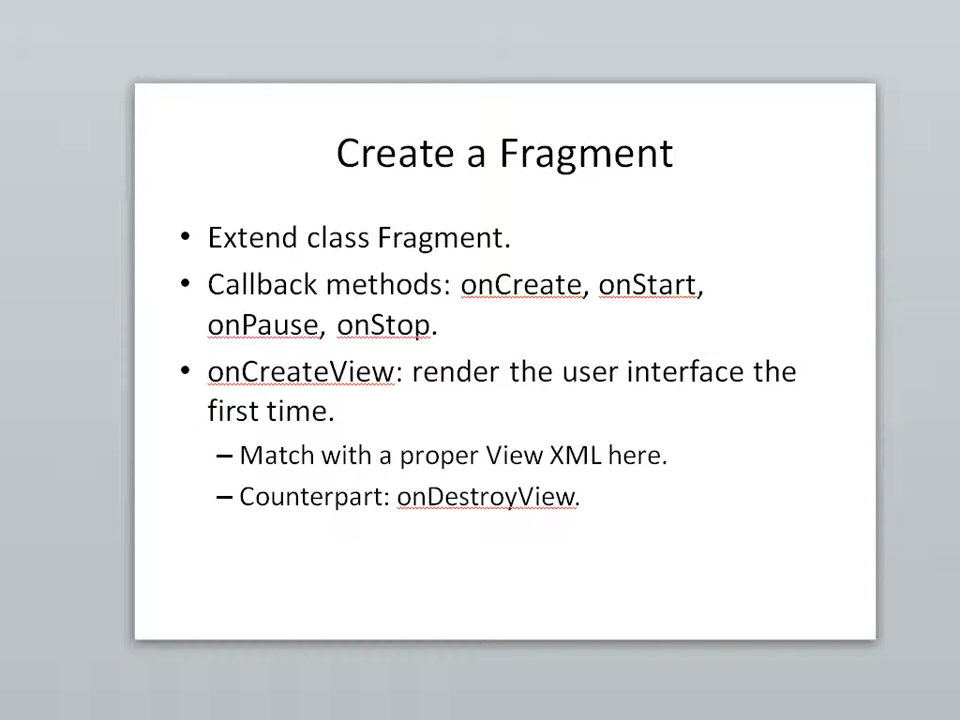 Create a Fragment
• Extend class Fragment.
• Callback methods: onCreate, onStart,
onPause, onStop.
• onCreateView: render the user interface the
first time.
– Match with a proper View XML here.
– Counterpart: onDestroyView.